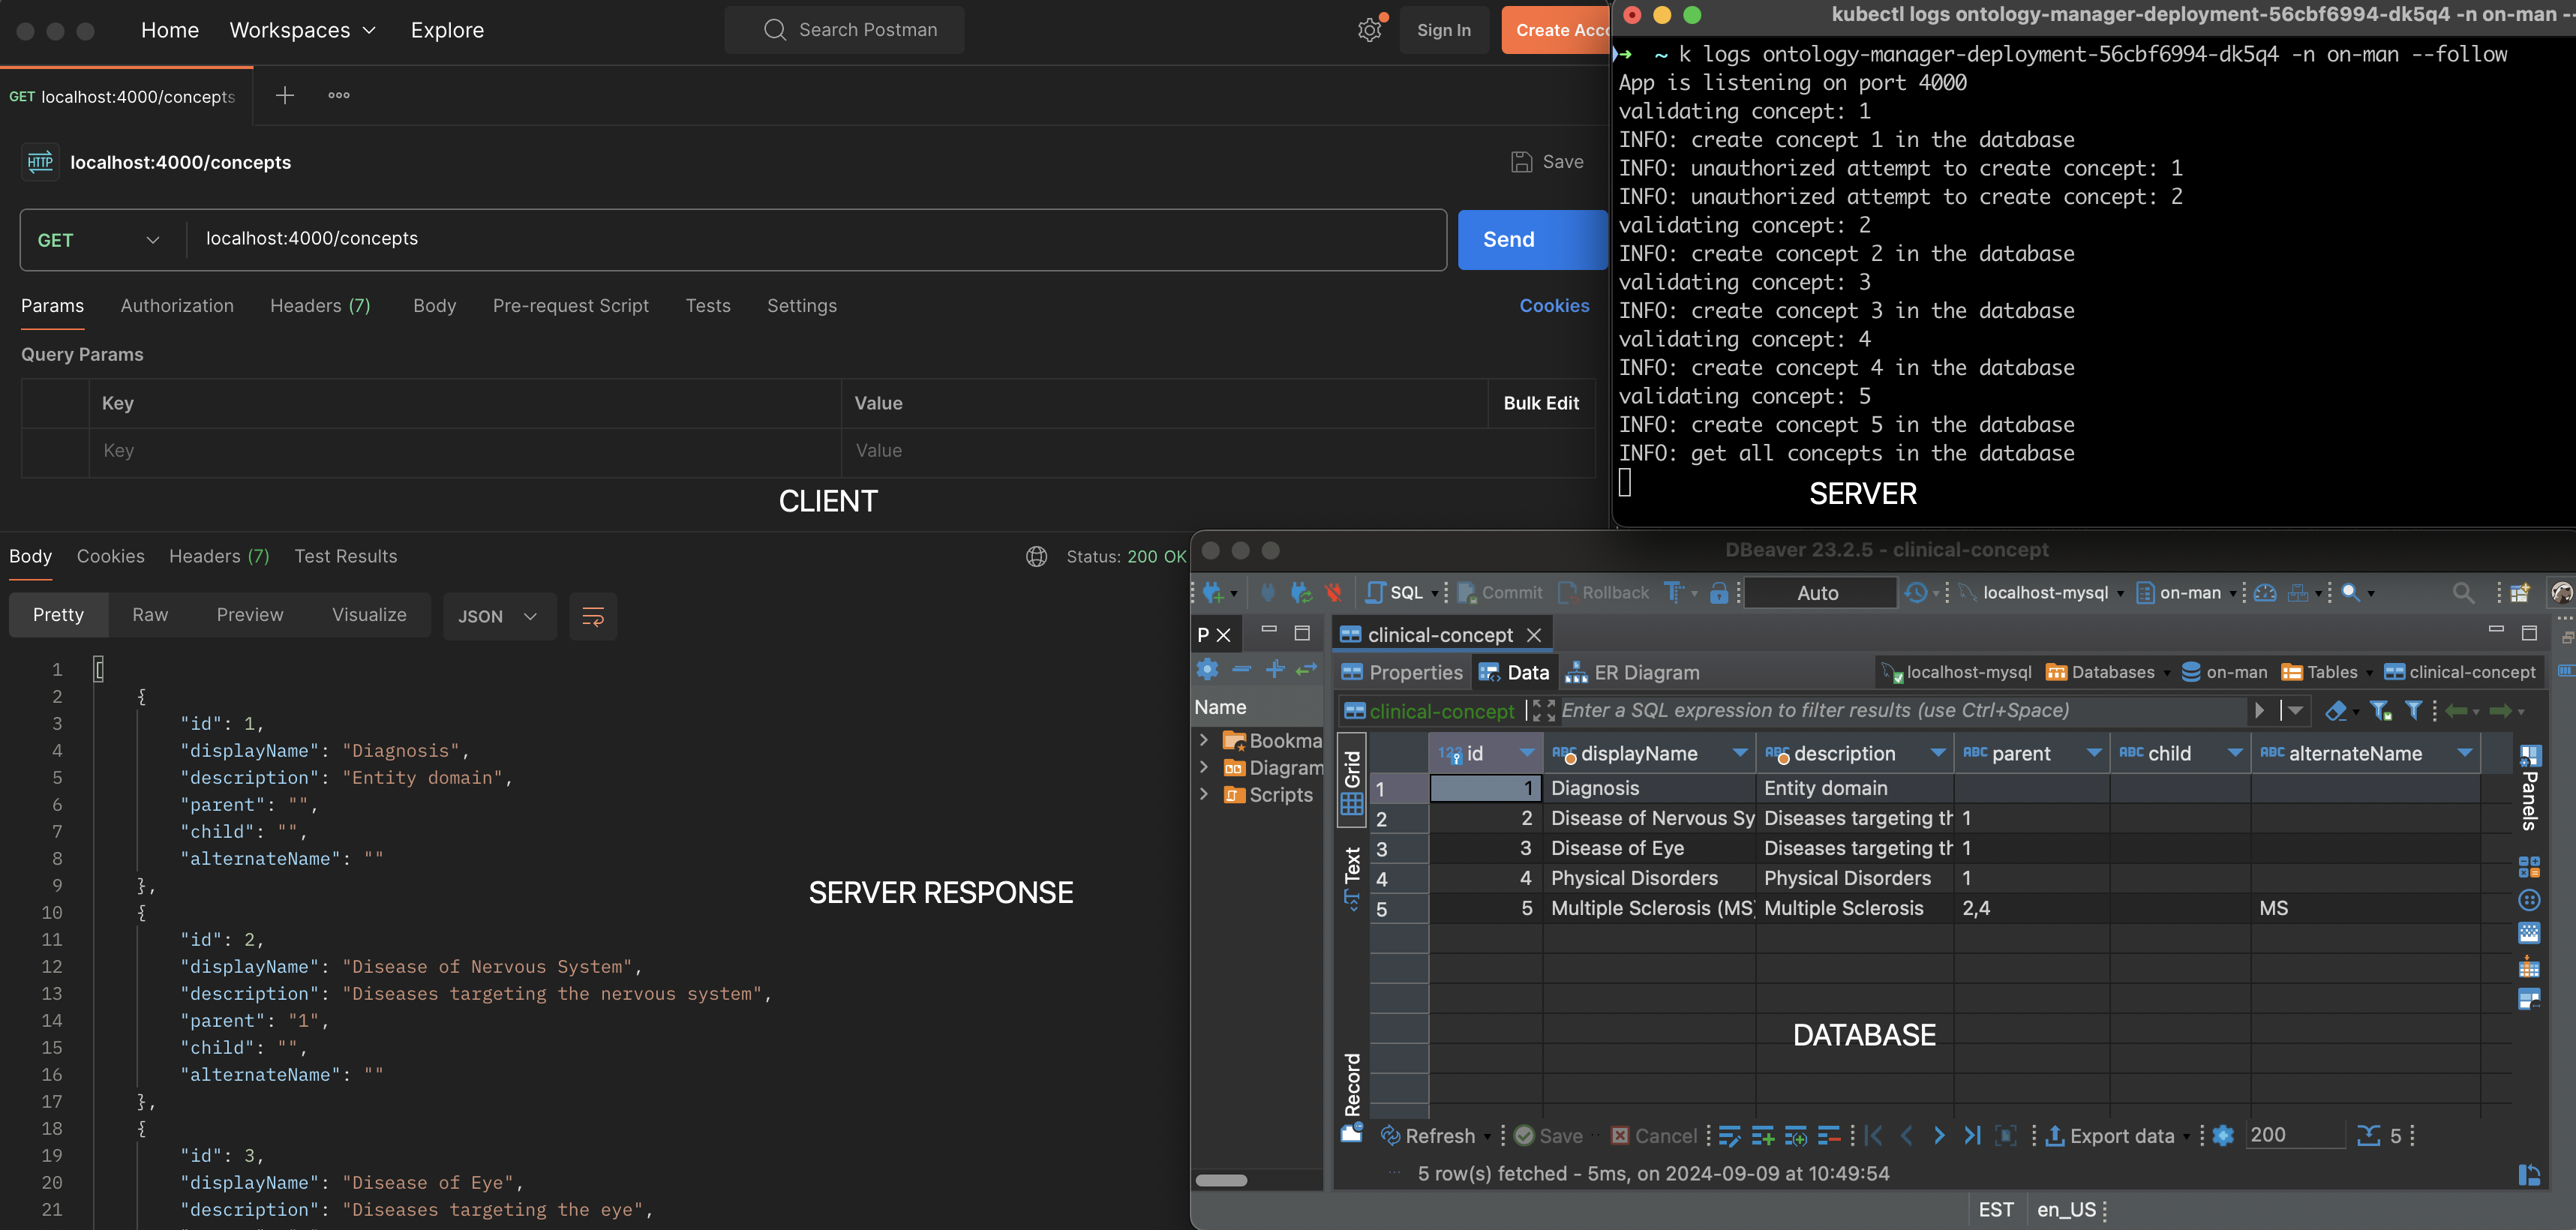 Home Workspaces Explore
Search Postman
Sign In
Create Acco
GET localhost:4000/concepts
HTTP localhost:4000/concepts
Save
GET localhost:4000/concepts
Send
Params Authorization Headers (7) Body Pre-request Script Tests Settings Cookies
Query Params
Key Value Bulk Edit
Key Value
CLIENT
Body Cookies Headers (7) Test Results Status: 200 OK
Pretty Raw Preview Visualize JSON
1 [
2 {
3 "id": 1,
4 "displayName": "Diagnosis",
5 "description": "Entity domain",
6 "parent": "",
7 "child": "",
8 "alternateName": ""
9 },
10 {
11 "id": 2,
12 "displayName": "Disease of Nervous System",
13 "description": "Diseases targeting the nervous system",
14 "parent": "1",
15 "child": "",
16 "alternateName": ""
17 },
18 {
19 "id": 3,
20 "displayName": "Disease of Eye",
21 "description": "Diseases targeting the eye",
SERVER RESPONSE
kubectl logs ontology-manager-deployment-56cbf6994-dk5q4 -n on-man --
➜ ~ k logs ontology-manager-deployment-56cbf6994-dk5q4 -n on-man --follow
App is listening on port 4000
validating concept: 1
INFO: create concept 1 in the database
INFO: unauthorized attempt to create concept: 1
INFO: unauthorized attempt to create concept: 2
validating concept: 2
INFO: create concept 2 in the database
validating concept: 3
INFO: create concept 3 in the database
validating concept: 4
INFO: create concept 4 in the database
validating concept: 5
INFO: create concept 5 in the database
INFO: get all concepts in the database
SERVER
DBeaver 23.2.5 - clinical-concept
SQL Commit Rollback Auto localhost-mysql on-man
P clinical-concept
Properties Data ER Diagram localhost-mysql Databases on-man Tables clinical-concept
Name
Bookma
Diagram
Scripts
clinical-concept Enter a SQL expression to filter results (use Ctrl+Space)
Grid
Text
Record
Panels
123 id ABC displayName ABC description ABC parent ABC child ABC alternateName
1 1 Diagnosis Entity domain
2 2 Disease of Nervous Sy Diseases targeting th 1
3 3 Disease of Eye Diseases targeting th 1
4 4 Physical Disorders Physical Disorders 1
5 5 Multiple Sclerosis (MS) Multiple Sclerosis 2,4 MS
DATABASE
Refresh Save Cancel Export data 200 5
5 row(s) fetched - 5ms, on 2024-09-09 at 10:49:54
EST en_US